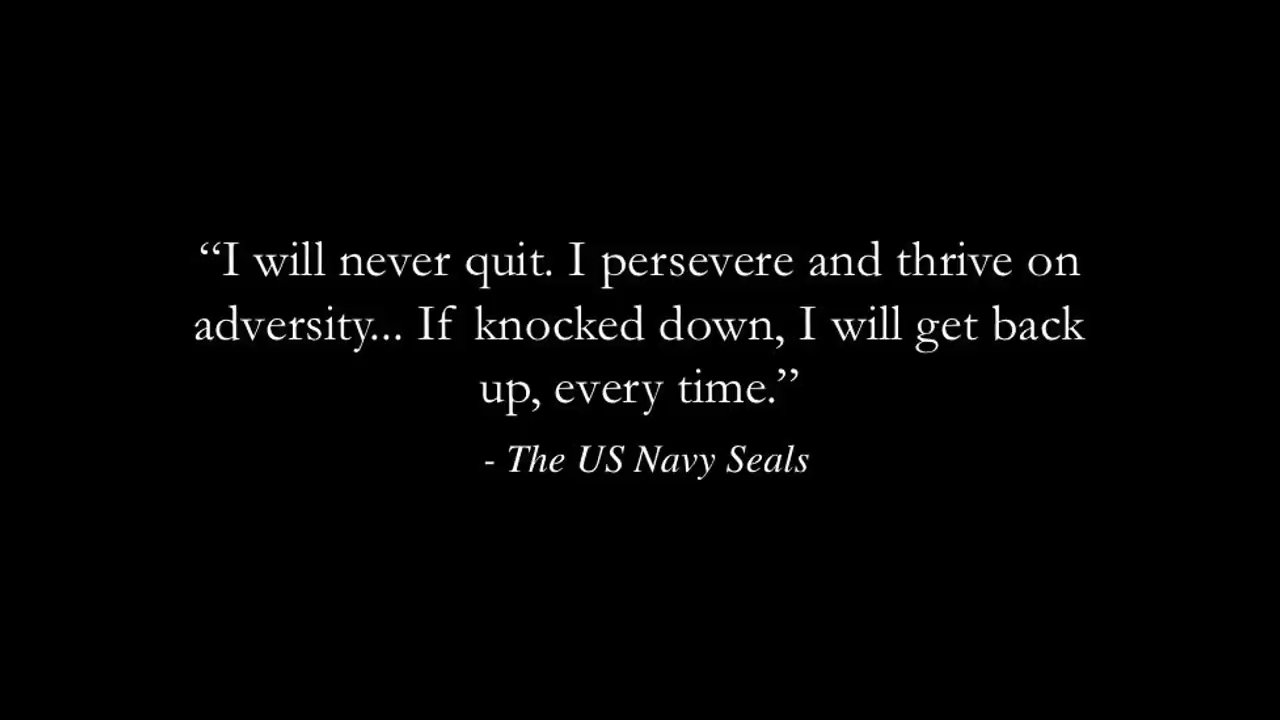 “I will never quit. I persevere and thrive on
adversity... If knocked down, I will get back
up, every time.”
- The US Navy Seals